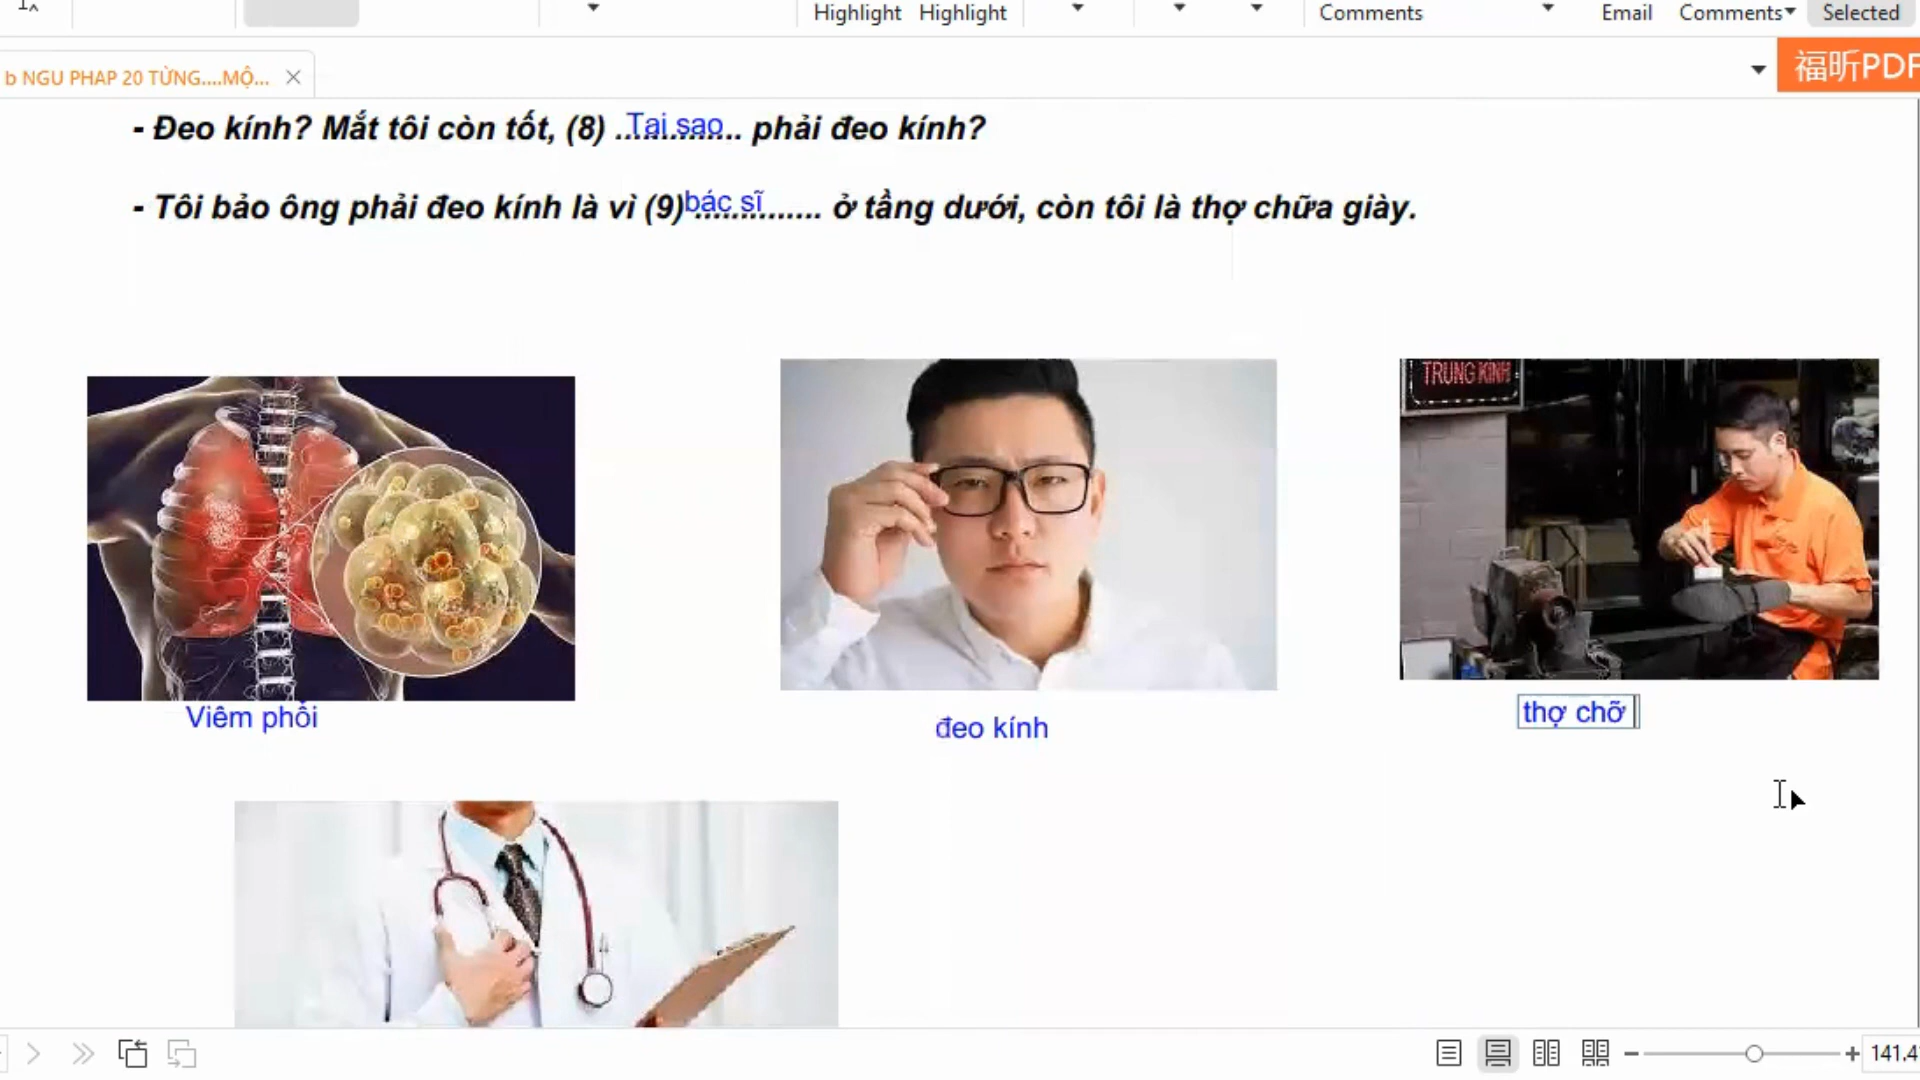 Highlight Highlight Comments Email Comments Selected
b NGU PHAP 20 TỪNG....MỘ... 福昕PDF
- Đeo kính? Mắt tôi còn tốt, (8) .Tại sao.. phải đeo kính?
- Tôi bảo ông phải đeo kính là vì (9) bác sĩ...... ở tầng dưới, còn tôi là thợ chữa giày.
TRUNG KINH
Viêm phổi
đeo kính
thợ chỡ
141,4